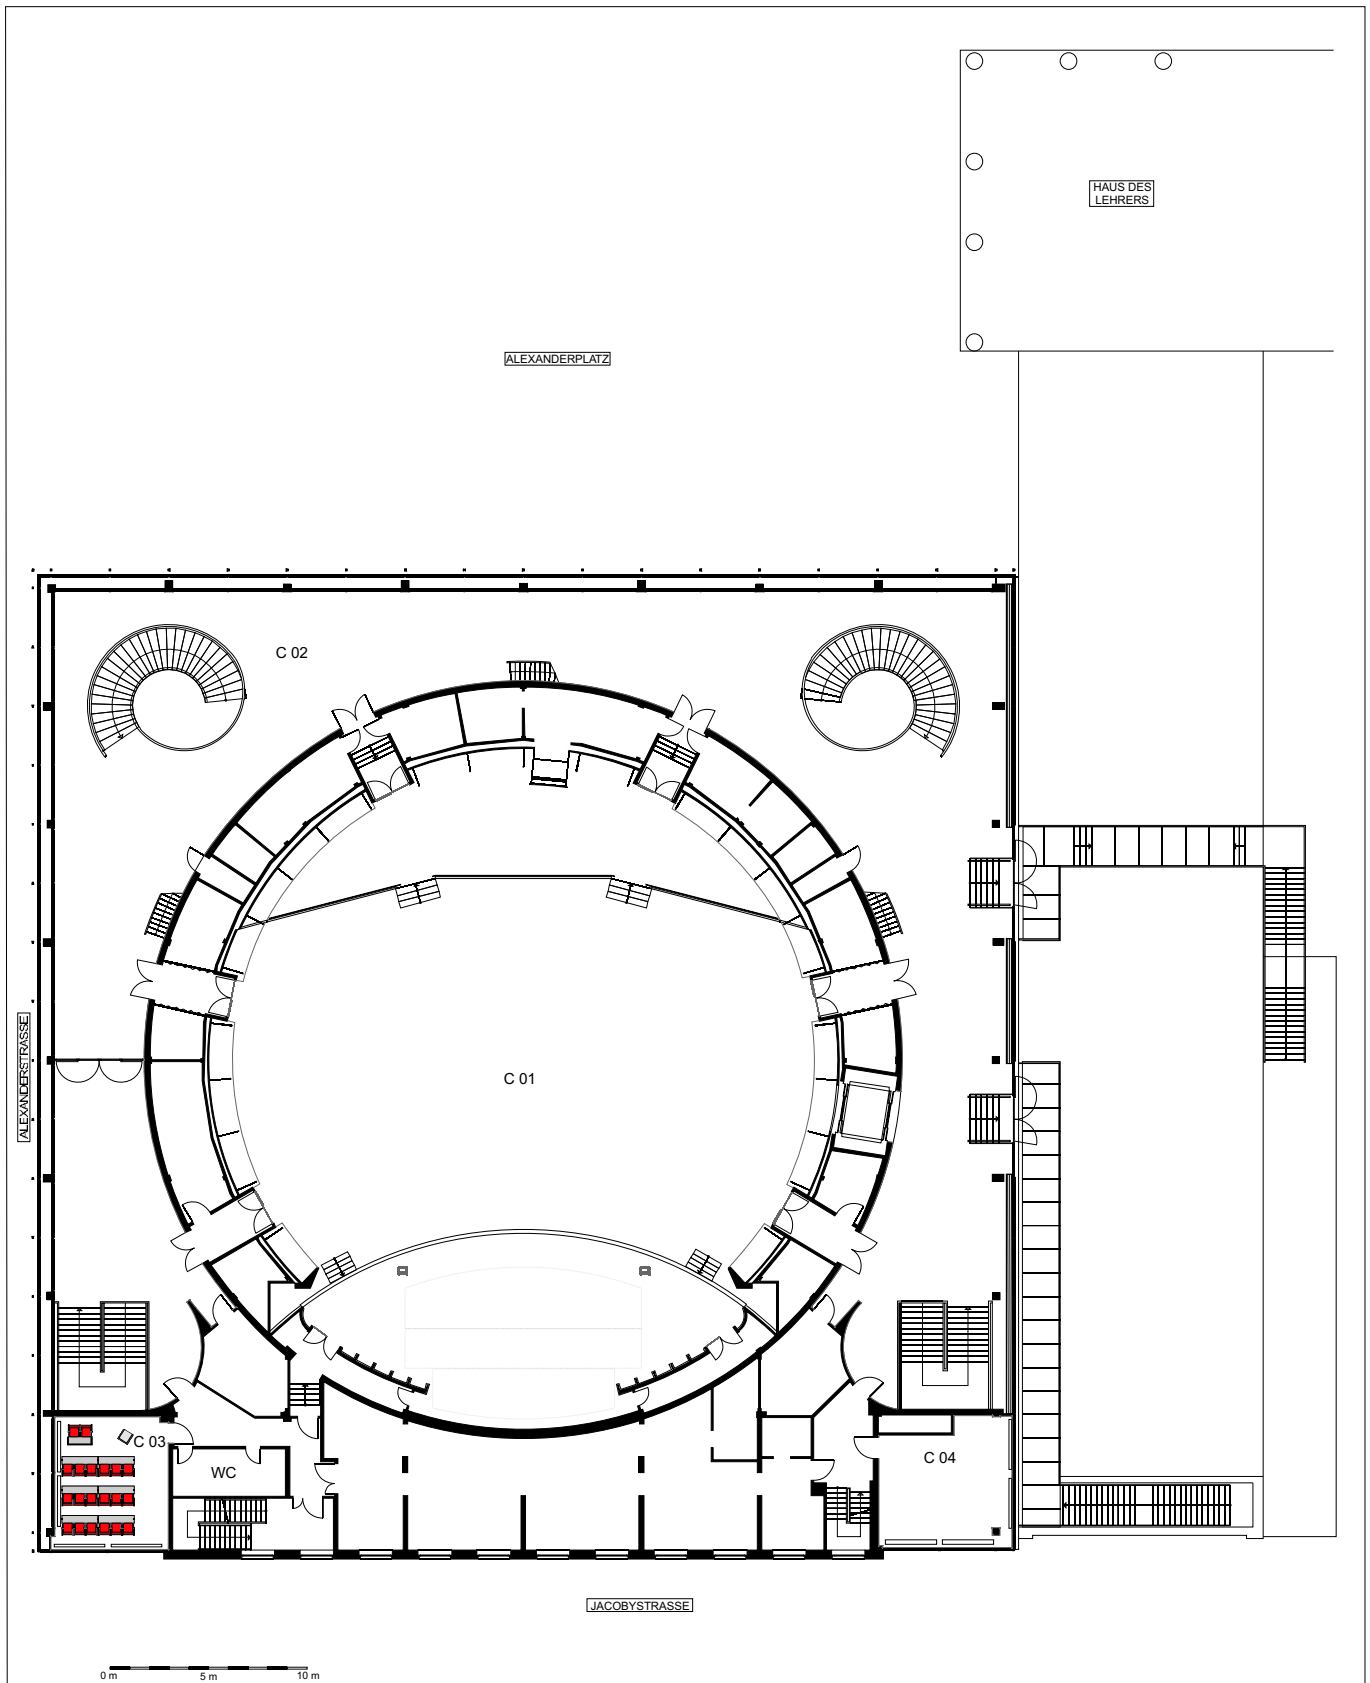 HAUS DES
LEHRERS
ALEXANDERPLATZ
C 02
ALEXANDERSTRASSE
C 01
C 03
WC
C 04
JACOBYSTRASSE
0 m 5 m 10 m